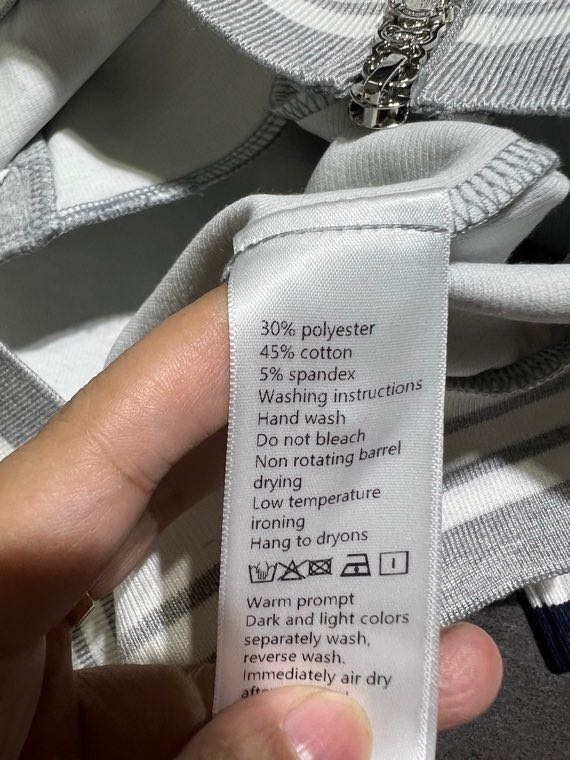 30% polyester
45% cotton
5% spandex
Washing instructions
Hand wash
Do not bleach
Non rotating barrel
drying
Low temperature
ironing
Hang to dryons
Warm prompt
Dark and light colors
separately wash,
reverse wash.
Immediately air dry